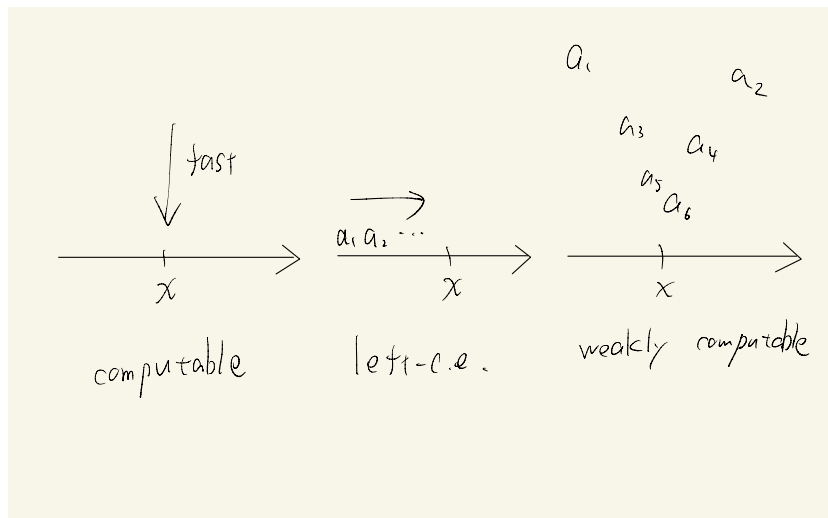 fast
x
computable
a₁ a₂ ...
x
left-c.e.
a₁
a₂
a₃
a₄
a₅
a₆
x
weakly computable